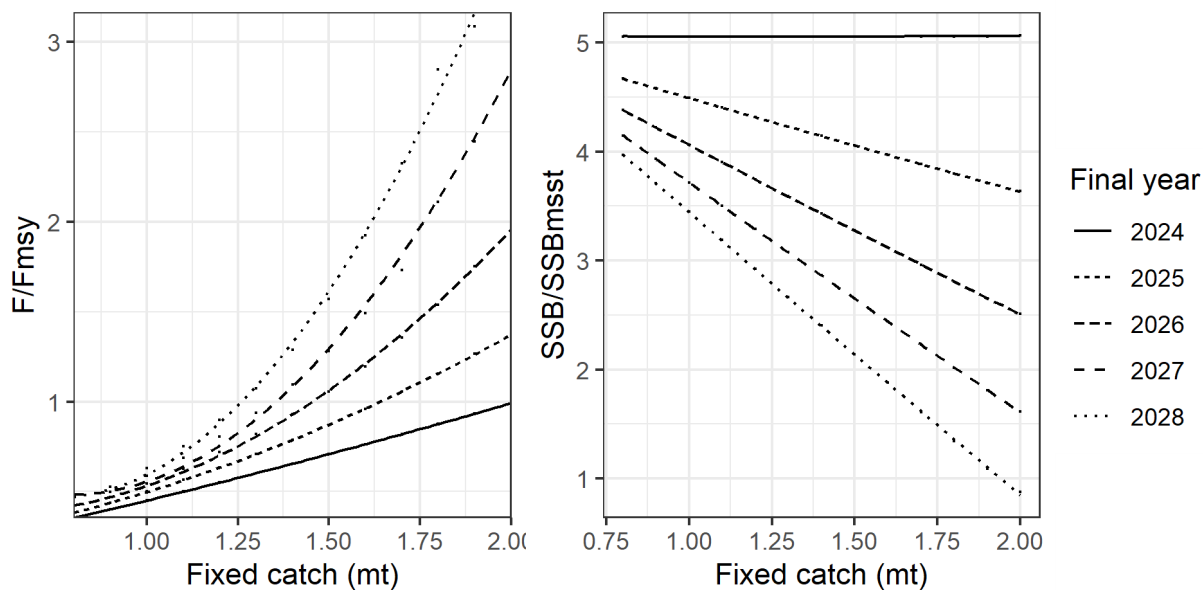 3
2
1
F/Fmsy
1.00 1.25 1.50 1.75 2.00
Fixed catch (mt)
5
4
3
2
1
SSB/SSBmsst
0.75 1.00 1.25 1.50 1.75 2.00
Fixed catch (mt)
Final year
2024
2025
2026
2027
2028